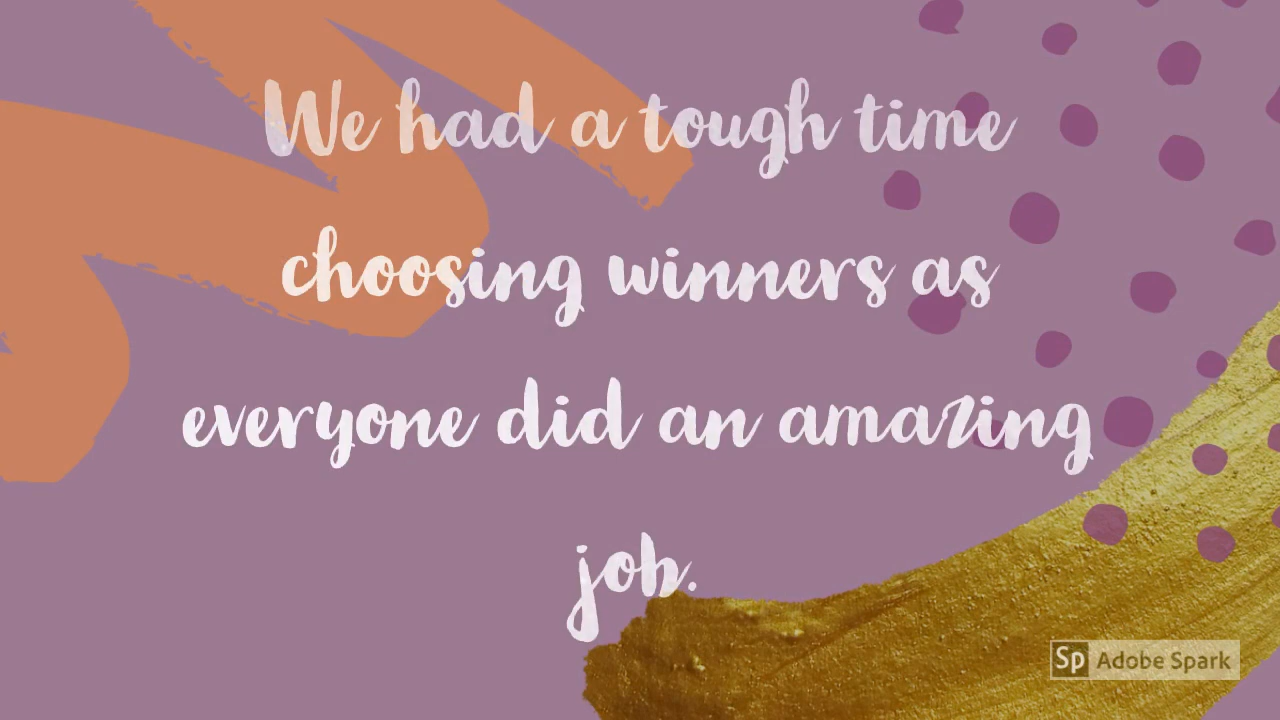 We had a tough time
choosing winners as
everyone did an amazing
job.
Sp Adobe Spark